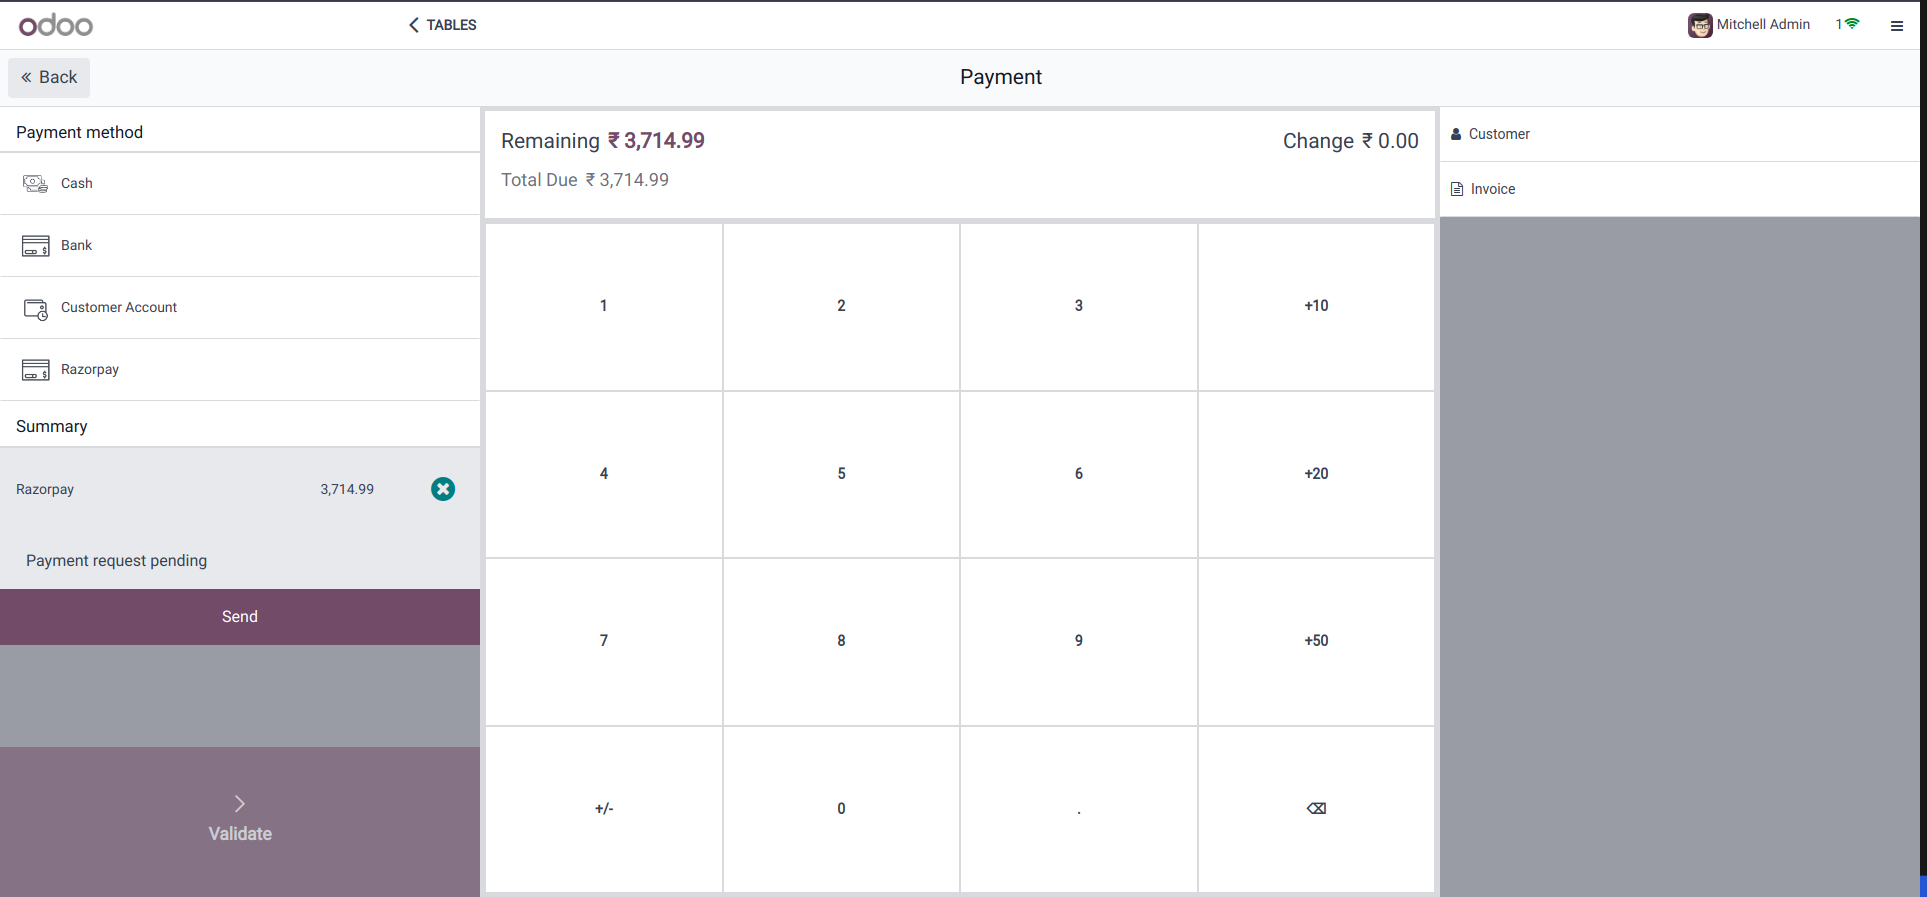 odoo
TABLES
Mitchell Admin
1
Back
Payment
Payment method
Cash
Bank
Customer Account
Razorpay
Summary
Razorpay 3,714.99
Payment request pending
Send
Validate
Remaining ₹ 3,714.99
Change ₹ 0.00
Total Due ₹ 3,714.99
1 2 3 +10
4 5 6 +20
7 8 9 +50
+/- 0 . ⌫
Customer
Invoice